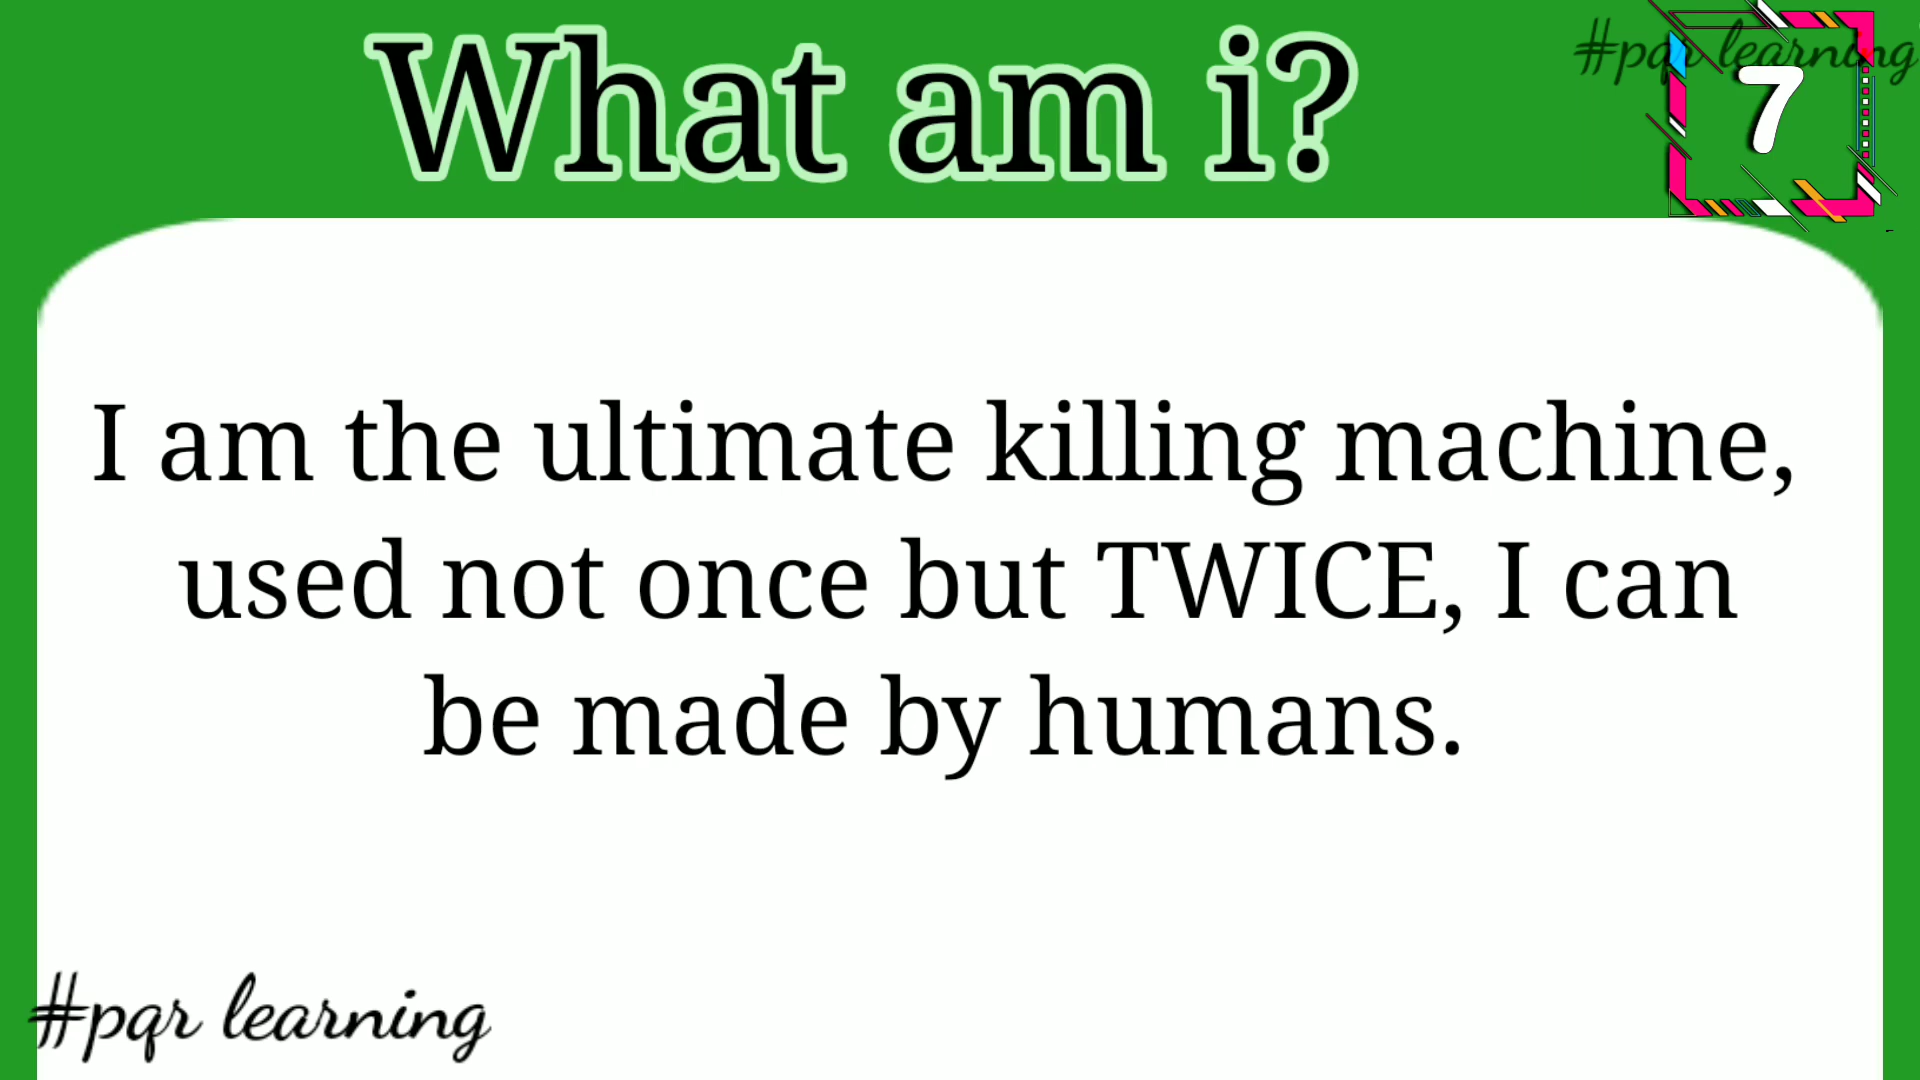 What am i?
#pqr learning
7
I am the ultimate killing machine,
used not once but TWICE, I can
be made by humans.
#pqr learning